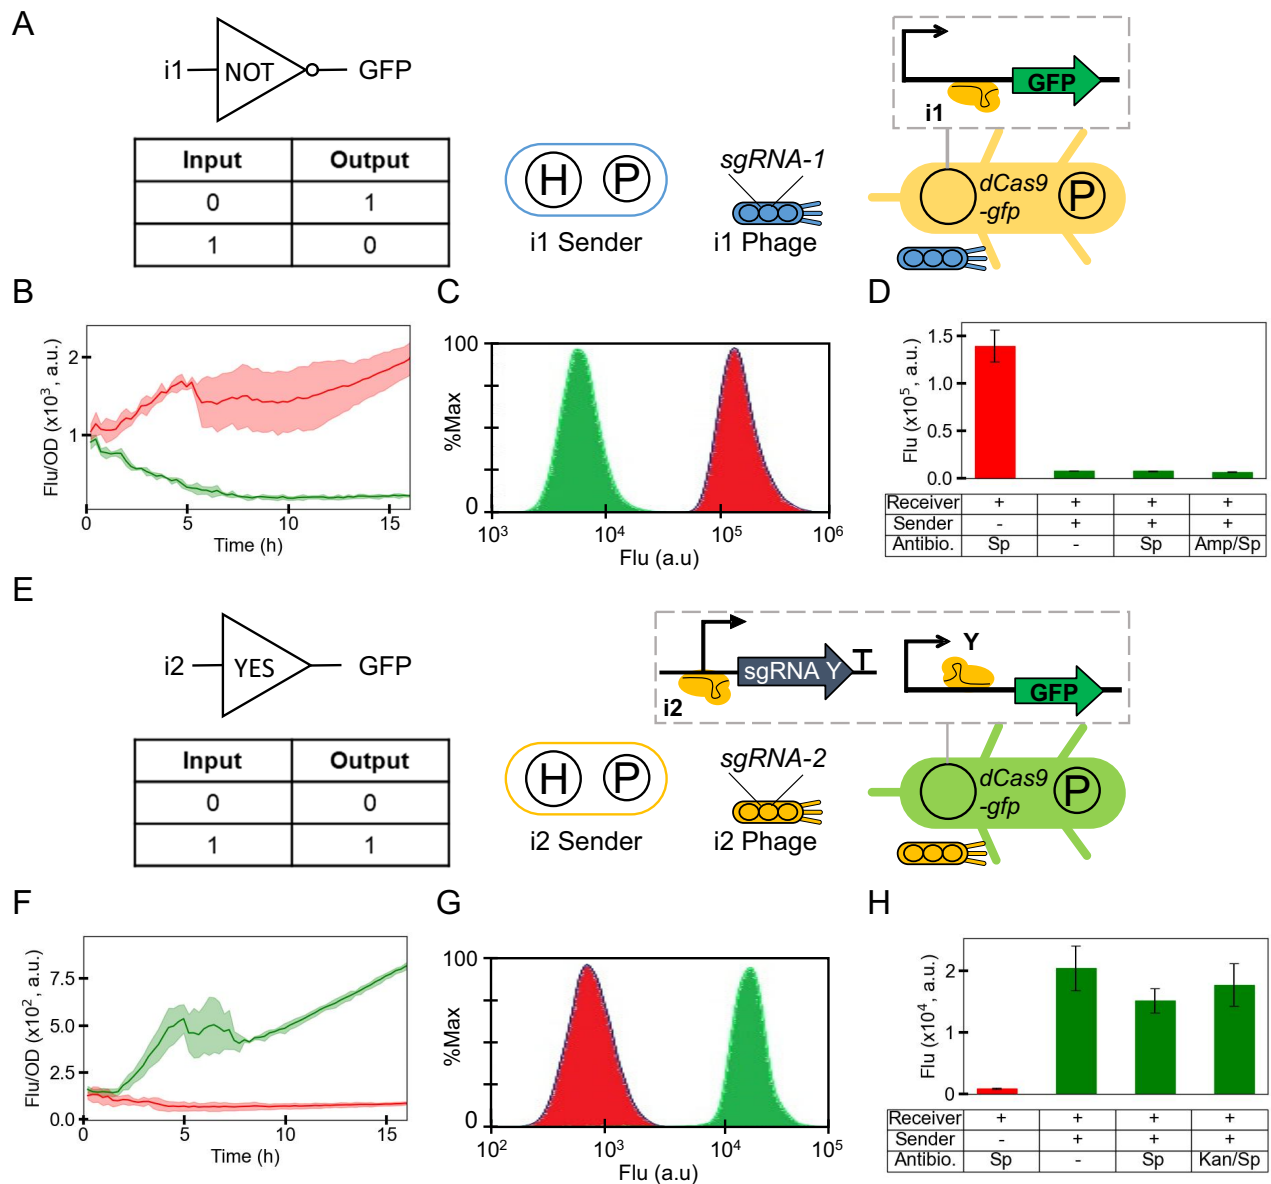 A
i1
NOT
GFP
Input Output
0 1
1 0
H P
i1 Sender
sgRNA-1
i1 Phage
GFP
i1
dCas9
-gfp
P
B
Flu/OD (x10³, a.u.)
2
1
0 5 10 15
Time (h)
C
%Max
100
0
10³ 10⁴ 10⁵ 10⁶
Flu (a.u)
D
Flu (x10⁵, a.u.)
1.5
1.0
0.5
0.0
Receiver + + + +
Sender - + + +
Antibio. Sp - Sp Amp/Sp
E
i2
YES
GFP
Input Output
0 0
1 1
H P
i2 Sender
sgRNA-2
i2 Phage
sgRNA Y
i2
Y
GFP
dCas9
-gfp
P
F
Flu/OD (x10², a.u.)
7.5
5.0
2.5
0.0
0 5 10 15
Time (h)
G
%Max
100
0
10² 10³ 10⁴ 10⁵
Flu (a.u)
H
Flu (x10⁴, a.u.)
2
1
0
Receiver + + + +
Sender - + + +
Antibio. Sp - Sp Kan/Sp